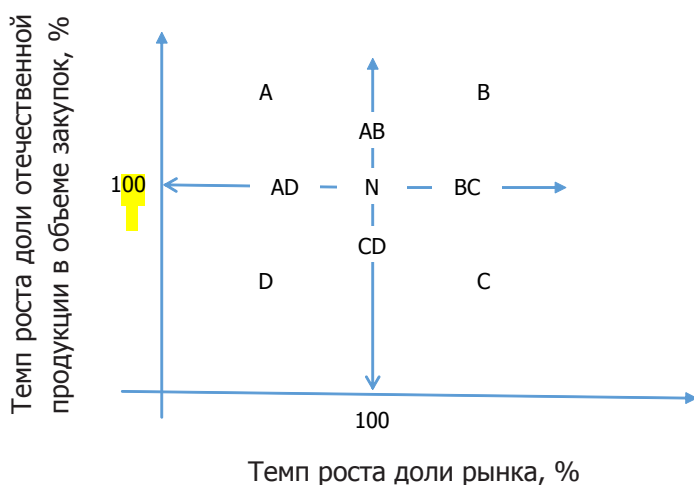 Темп роста доли отечественной
продукции в объеме закупок, %
A
B
AB
100
AD
N
BC
CD
D
C
100
Темп роста доли рынка, %